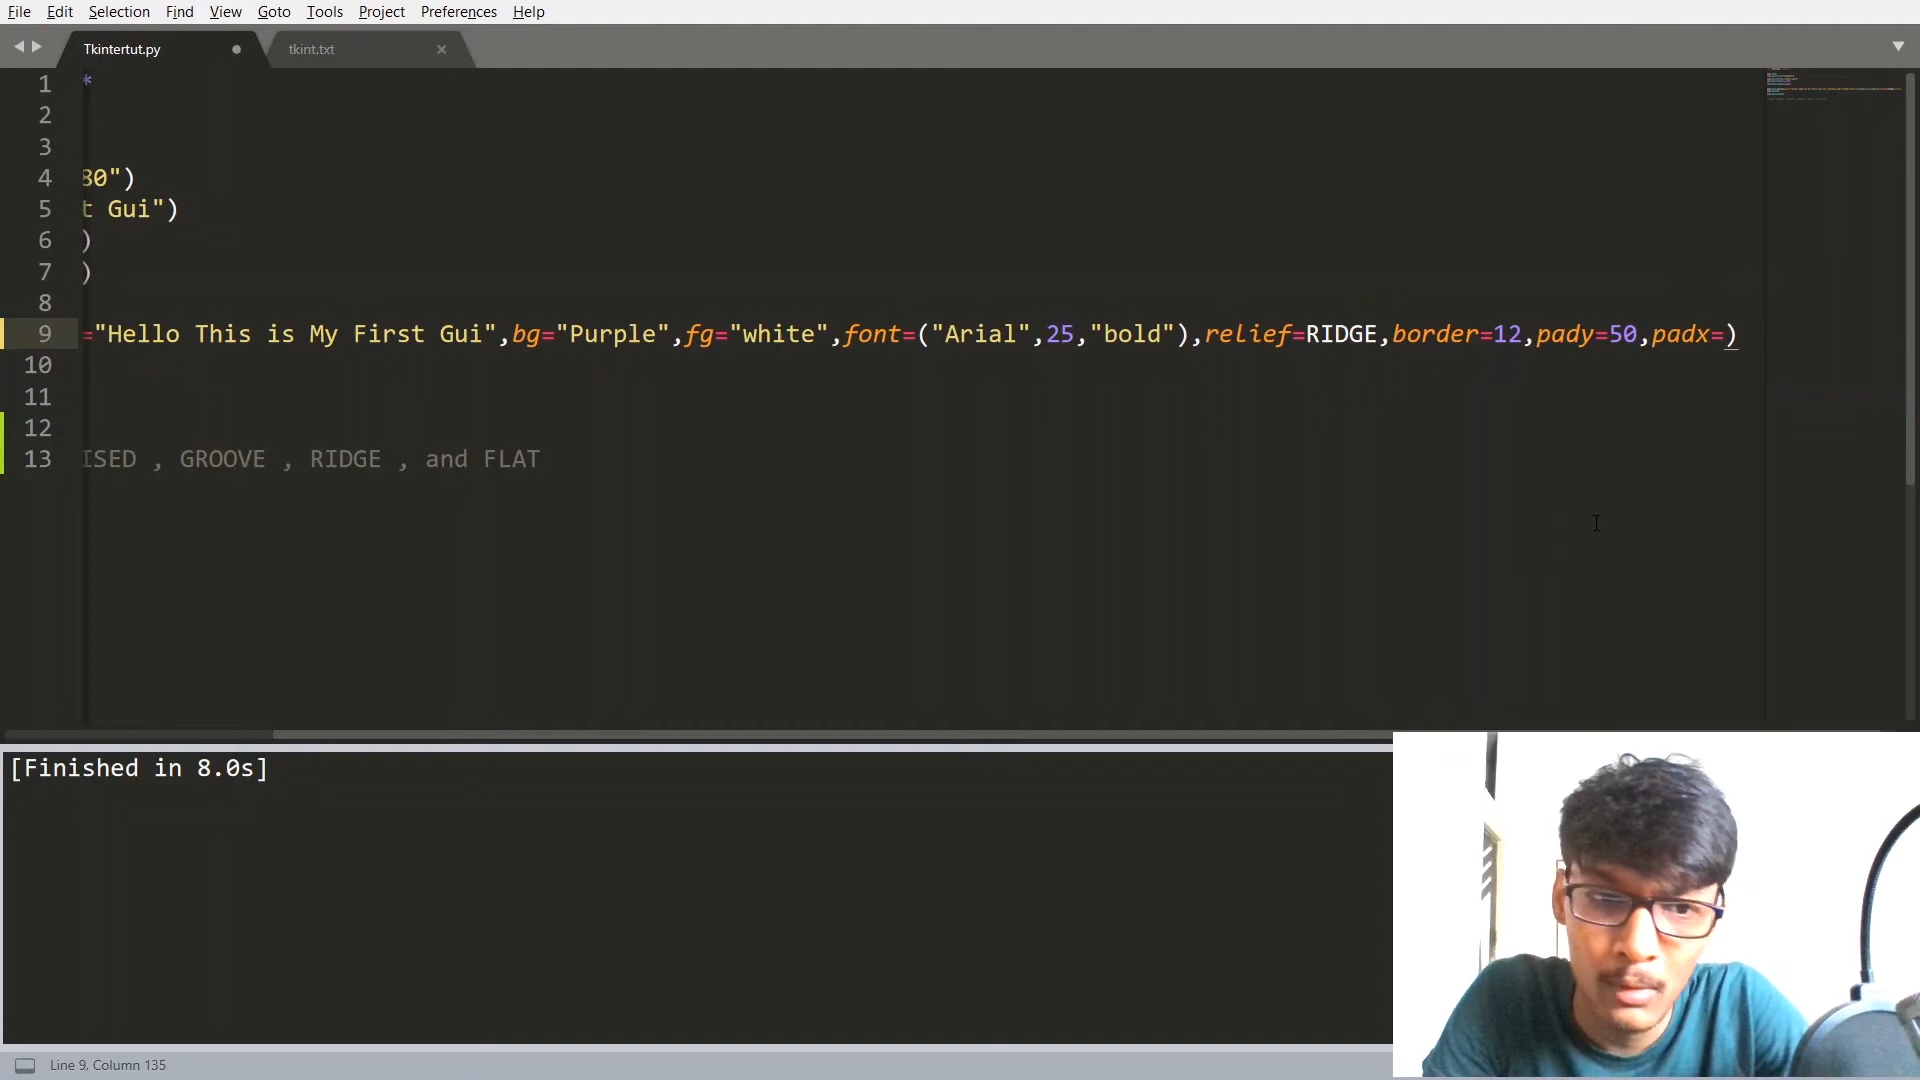 File Edit Selection Find View Goto Tools Project Preferences Help
Tkintertut.py tkint.txt
1 *
2
3
4 80")
5 t Gui")
6 )
7 )
8
9 ="Hello This is My First Gui",bg="Purple",fg="white",font=("Arial",25,"bold"),relief=RIDGE,border=12,pady=50,padx=)
10
11
12
13 ISED , GROOVE , RIDGE , and FLAT
[Finished in 8.0s]
Line 9, Column 135